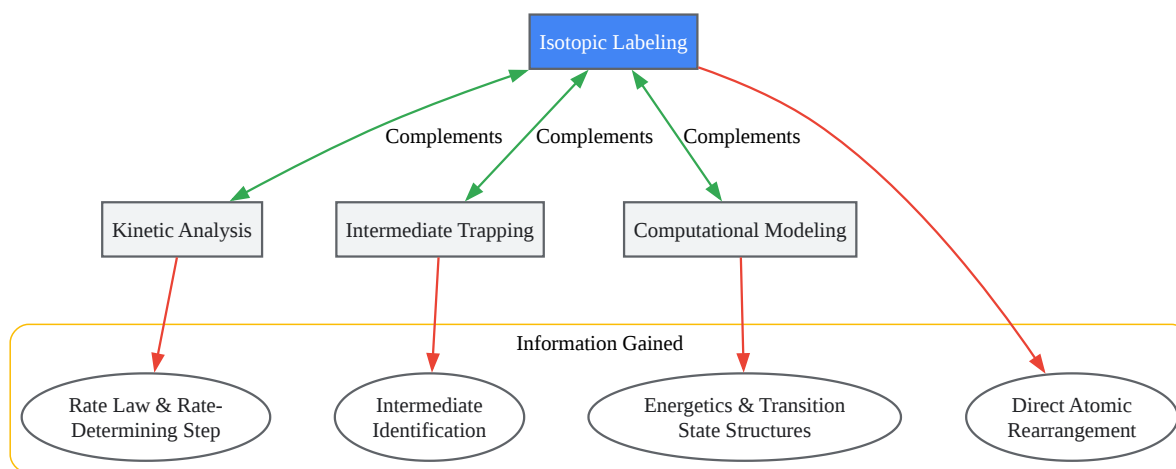 Isotopic Labeling
Complements
Complements
Complements
Kinetic Analysis
Intermediate Trapping
Computational Modeling
Information Gained
Rate Law & Rate-
Determining Step
Intermediate
Identification
Energetics & Transition
State Structures
Direct Atomic
Rearrangement